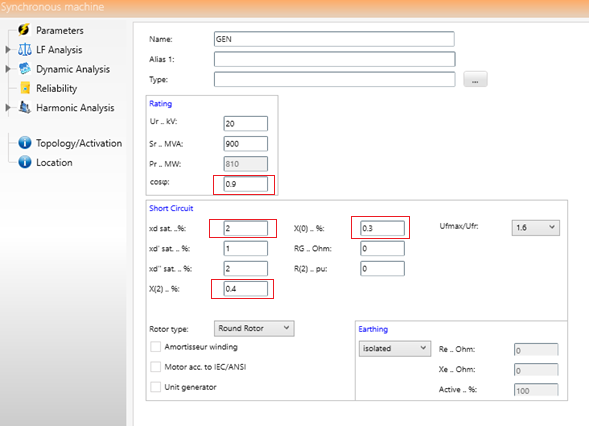 Synchronous machine
Parameters
LF Analysis
Dynamic Analysis
Reliability
Harmonic Analysis
Topology/Activation
Location
Name: GEN
Alias 1:
Type: ...
Rating
Ur .. kV: 20
Sr .. MVA: 900
Pr .. MW: 810
cosφ: 0.9
Short Circuit
xd sat. ..%: 2 X(0) .. %: 0.3 Ufmax/Ufr: 1.6
xd' sat. .. %: 1 RG .. Ohm: 0
xd'' sat. .. %: 2 R(2) .. pu: 0
X(2) .. %: 0.4
Rotor type: Round Rotor
Amortisseur winding
Motor acc. to IEC/ANSI
Unit generator
Earthing
isolated Re .. Ohm: 0
Xe .. Ohm: 0
Active .. %: 100